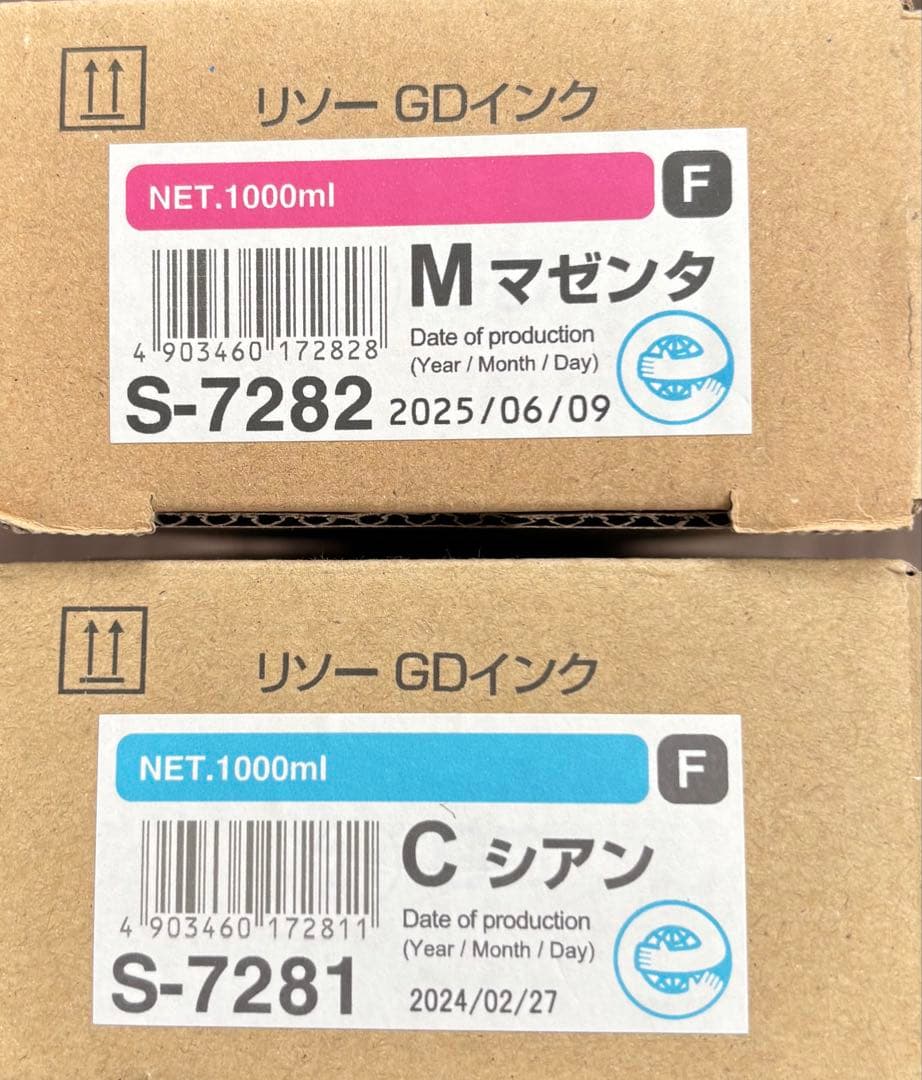 リソー GDインク
NET.1000ml F
M マゼンタ
Date of production
(Year / Month / Day)
4 903460 172828
S-7282 2025/06/09
リソー GDインク
NET.1000ml F
C シアン
Date of production
(Year / Month / Day)
4 903460 172811
S-7281 2024/02/27